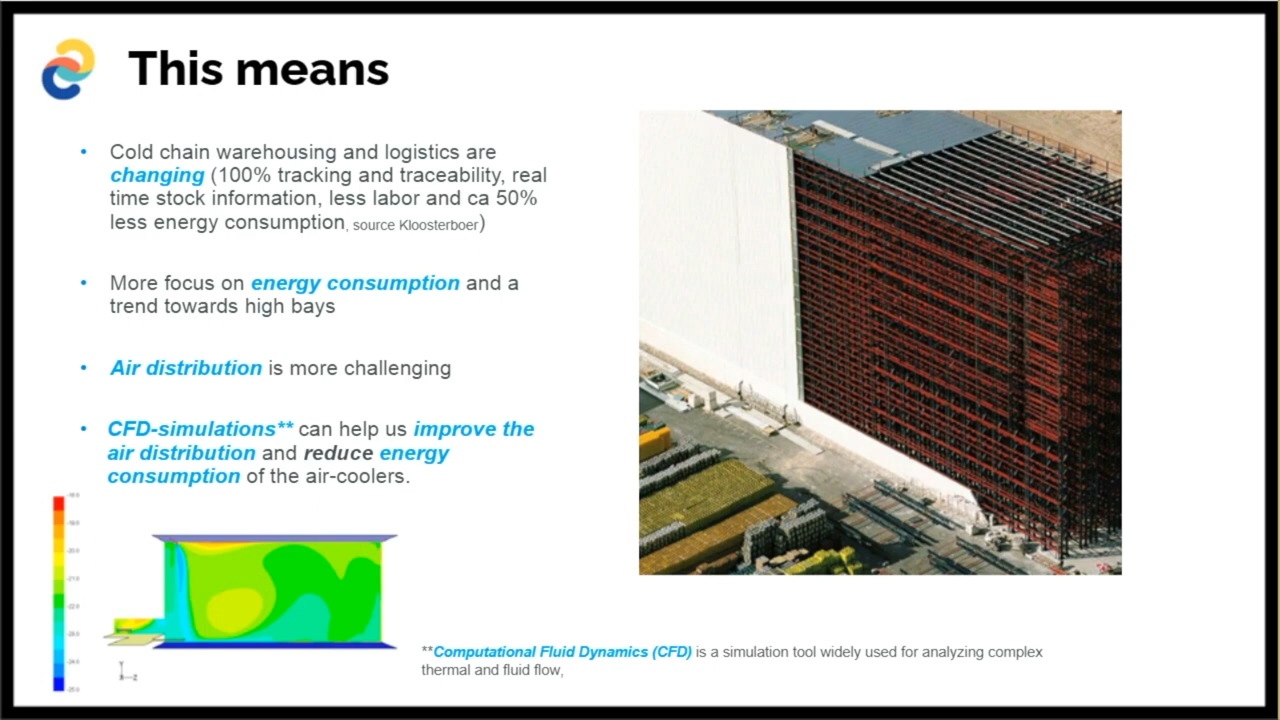 This means
• Cold chain warehousing and logistics are
changing (100% tracking and traceability, real
time stock information, less labor and ca 50%
less energy consumption, source Kloosterboer)
• More focus on energy consumption and a
trend towards high bays
• Air distribution is more challenging
• CFD-simulations** can help us improve the
air distribution and reduce energy
consumption of the air-coolers.
**Computational Fluid Dynamics (CFD) is a simulation tool widely used for analyzing complex
thermal and fluid flow,